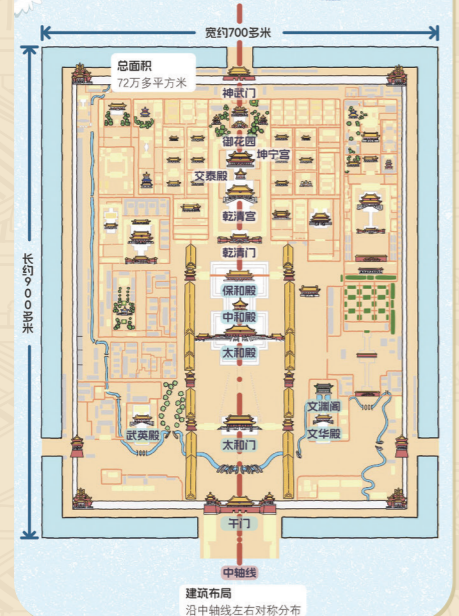 宽约700多米
总面积
72万多平方米
神武门
御花园
坤宁宫
交泰殿
乾清宫
乾清门
长约900多米
保和殿
中和殿
太和殿
文渊阁
武英殿
太和门
文华殿
午门
中轴线
建筑布局
沿中轴线左右对称分布